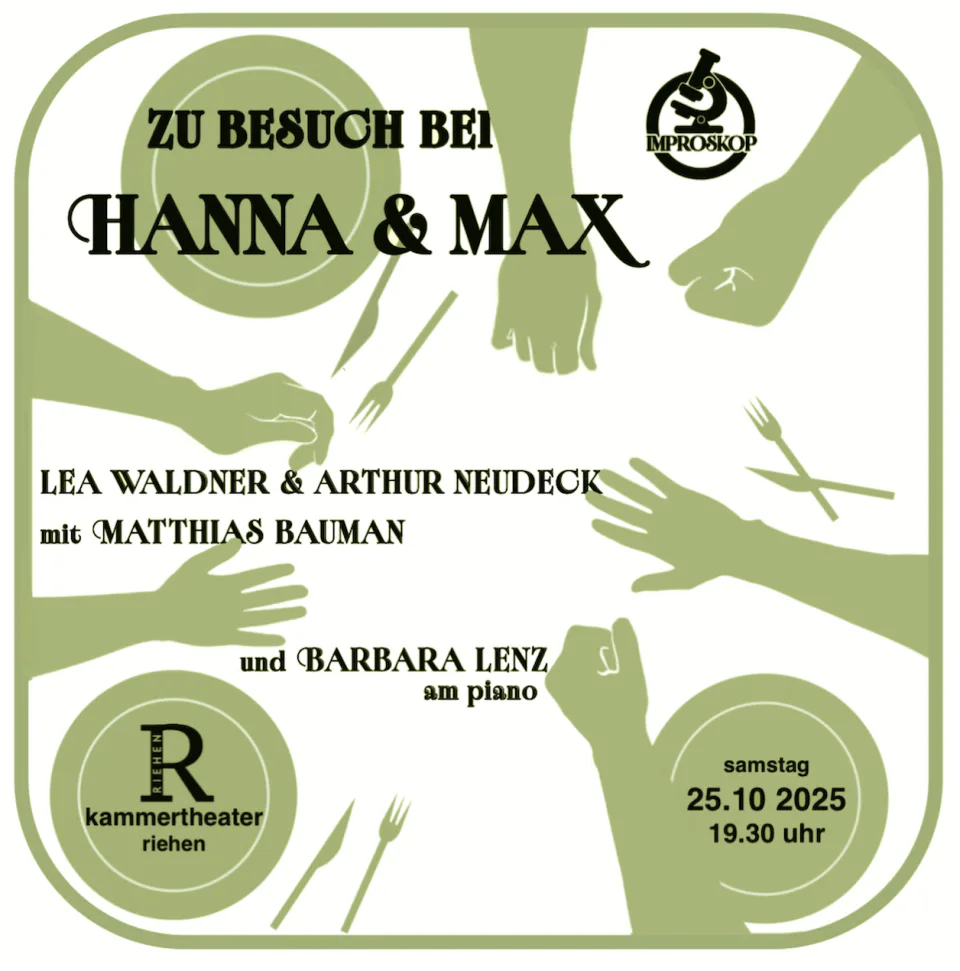 ZU BESUCH BEI
HANNA & MAX
IMPROSKOP
LEA WALDNER & ARTHUR NEUDECK
mit MATTHIAS BAUMAN
und BARBARA LENZ
am piano
R
RIEHEN
kammertheater
riehen
samstag
25.10 2025
19.30 uhr